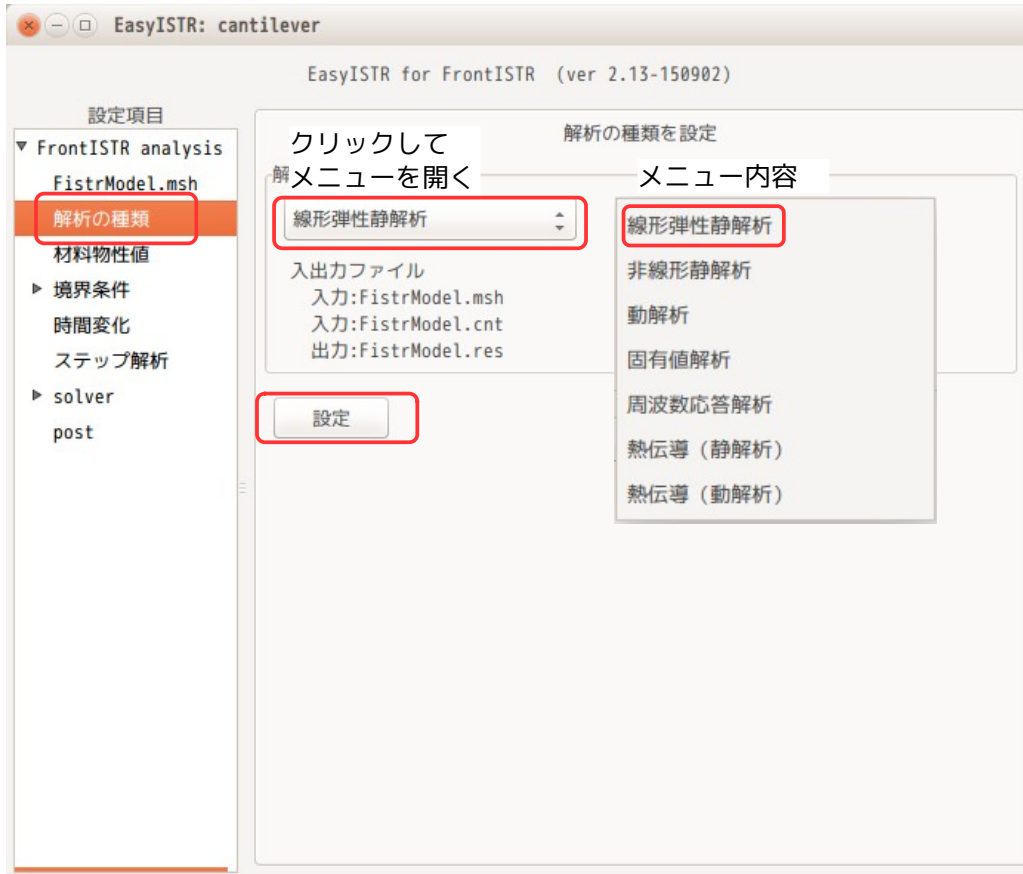 EasyISTR: cantilever
EasyISTR for FrontISTR (ver 2.13-150902)
設定項目
FrontISTR analysis
FistrModel.msh
解析の種類
材料物性値
境界条件
時間変化
ステップ解析
solver
post
解析の種類を設定
クリックして
メニューを開く
解
線形弾性静解析
入出力ファイル
入力:FistrModel.msh
入力:FistrModel.cnt
出力:FistrModel.res
設定
メニュー内容
線形弾性静解析
非線形静解析
動解析
固有値解析
周波数応答解析
熱伝導 (静解析)
熱伝導 (動解析)